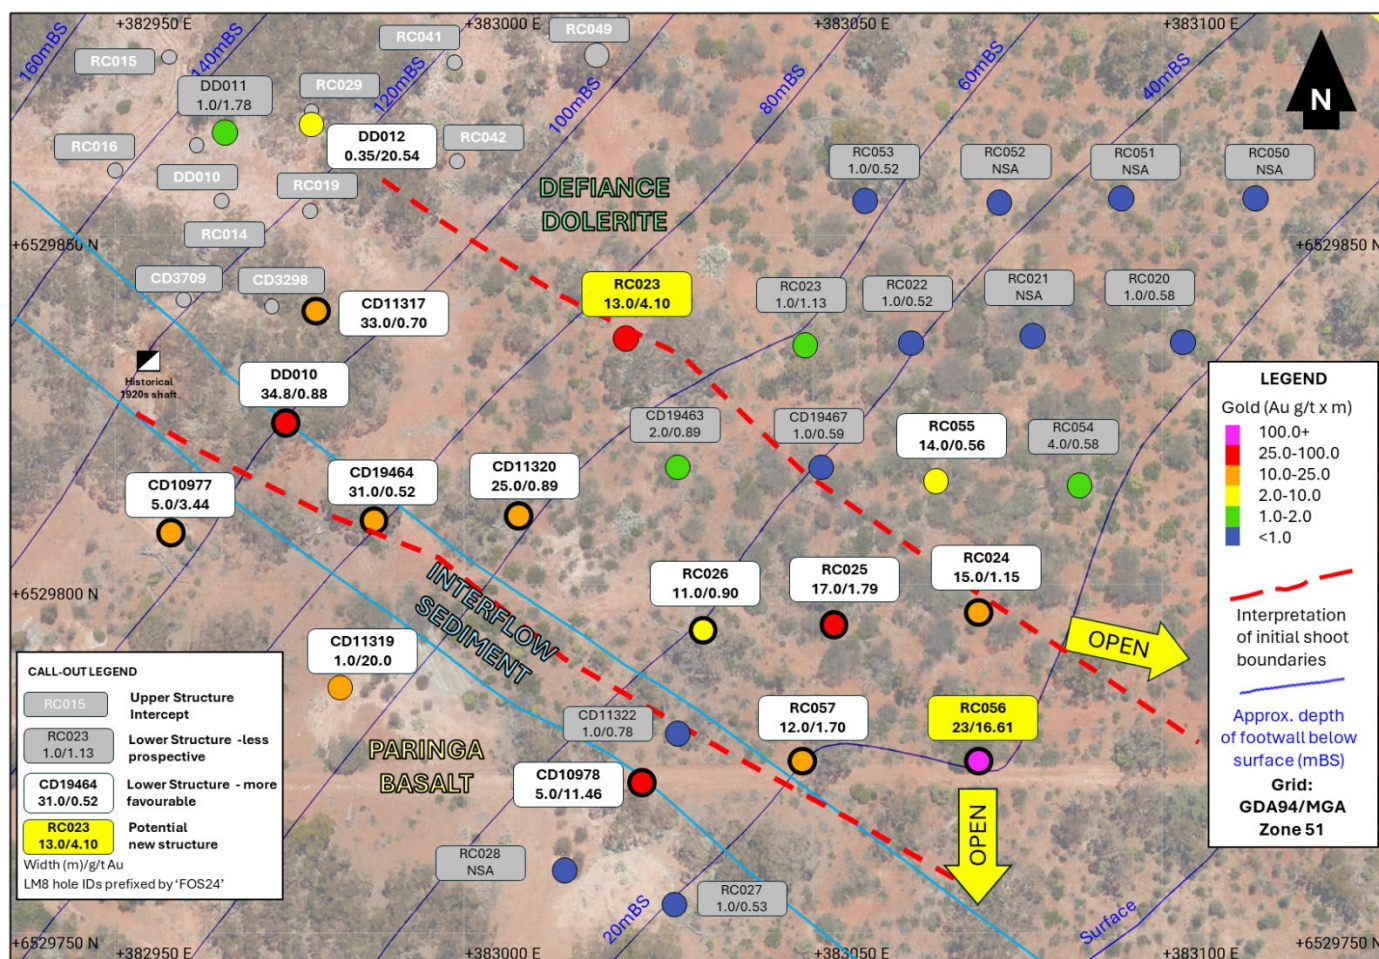 +382950 E
+383000 E
+383050 E
+383100 E
160mBS
140mBS
120mBS
100mBS
80mBS
60mBS
40mBS
N
RC015
RC041
RC049
DD011
1.0/1.78
RC029
DD012
0.35/20.54
RC042
RC016
DD010
RC019
RC014
RC053
1.0/0.52
RC052
NSA
RC051
NSA
RC050
NSA
DEFIANCE
DOLERITE
+6529850 N
+6529850 N
CD3709
CD3298
CD11317
33.0/0.70
RC023
13.0/4.10
RC023
1.0/1.13
RC022
1.0/0.52
RC021
NSA
RC020
1.0/0.58
Historical
1920s shaft
DD010
34.8/0.88
CD19463
2.0/0.89
CD19467
1.0/0.59
RC055
14.0/0.56
RC054
4.0/0.58
CD10977
5.0/3.44
CD19464
31.0/0.52
CD11320
25.0/0.89
+6529800 N
INTERFLOW
SEDIMENT
RC026
11.0/0.90
RC025
17.0/1.79
RC024
15.0/1.15
OPEN
CD11319
1.0/20.0
PARINGA
BASALT
CD11322
1.0/0.78
RC057
12.0/1.70
RC056
23/16.61
CD10978
5.0/11.46
OPEN
RC028
NSA
RC027
1.0/0.53
20mBS
Surface
+6529750 N
+6529750 N
+382950 E
+383000 E
+383050 E
+383100 E
LEGEND
Gold (Au g/t x m)
100.0+
25.0-100.0
10.0-25.0
2.0-10.0
1.0-2.0
<1.0
Interpretation
of initial shoot
boundaries
Approx. depth
of footwall below
surface (mBS)
Grid:
GDA94/MGA
Zone 51
CALL-OUT LEGEND
RC015
Upper Structure
Intercept
RC023
1.0/1.13
Lower Structure -less
prospective
CD19464
31.0/0.52
Lower Structure - more
favourable
RC023
13.0/4.10
Potential
new structure
Width (m)/g/t Au
LM8 hole IDs prefixed by 'FOS24'